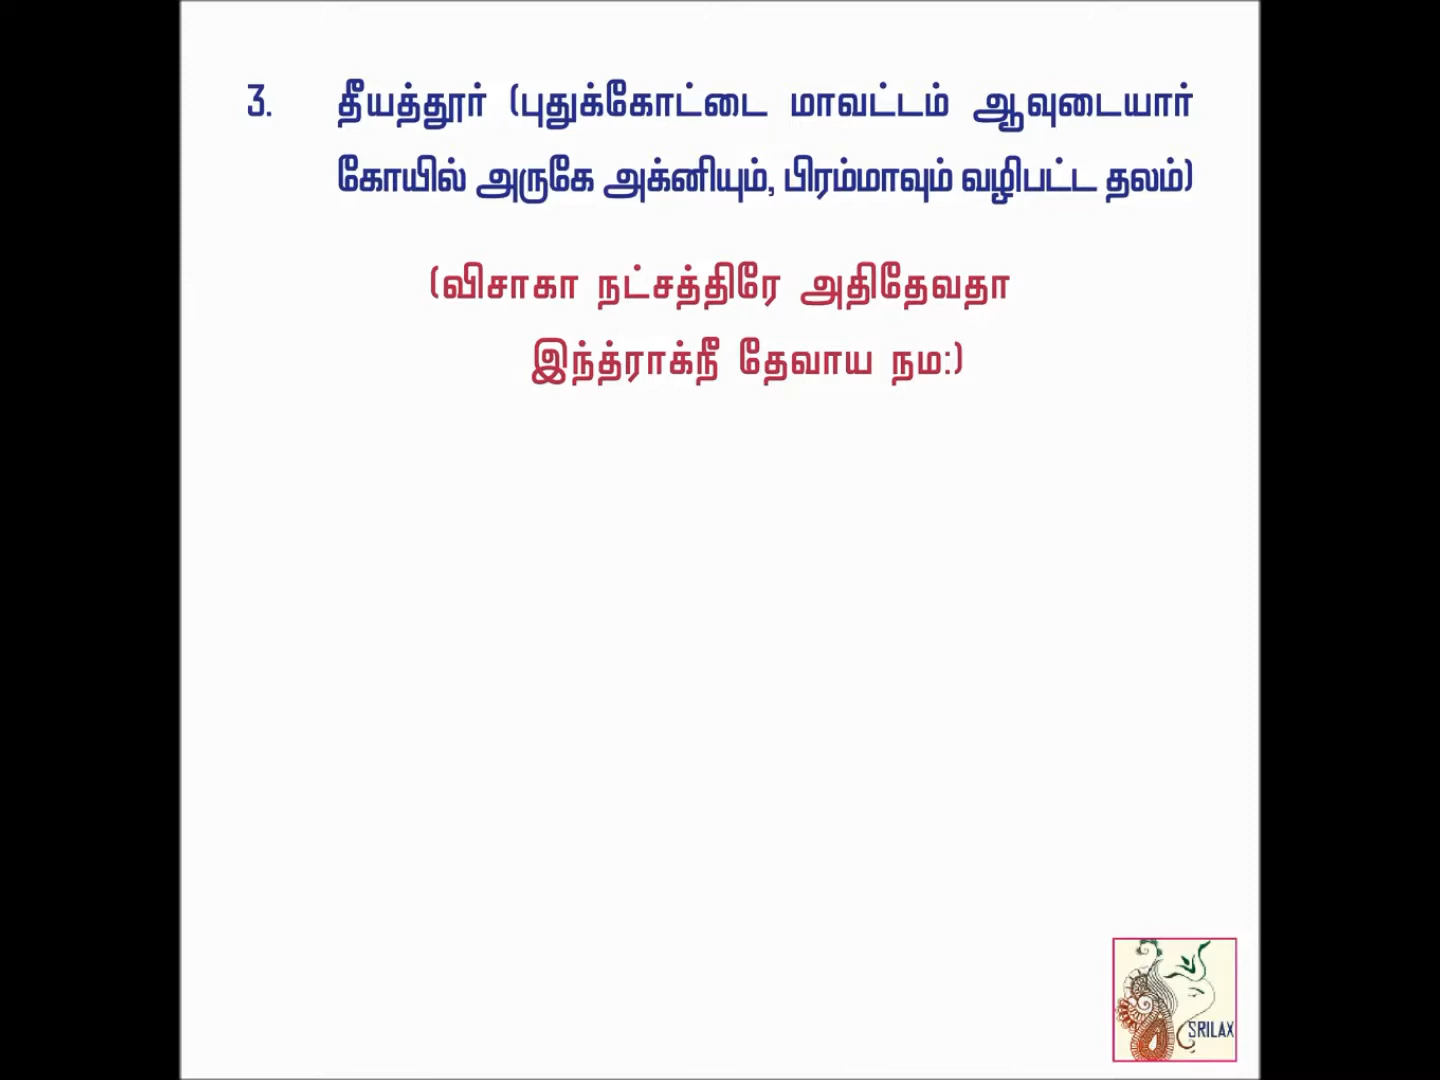 3. தீயத்தூர் (புதுக்கோட்டை மாவட்டம் ஆவுடையார்
கோயில் அருகே அக்னியும், பிரம்மாவும் வழிபட்ட தலம்)
(விசாகா நட்சத்திரே அதிதேவதா
இந்த்ராக்நீ தேவாய நம:)
SRILAX